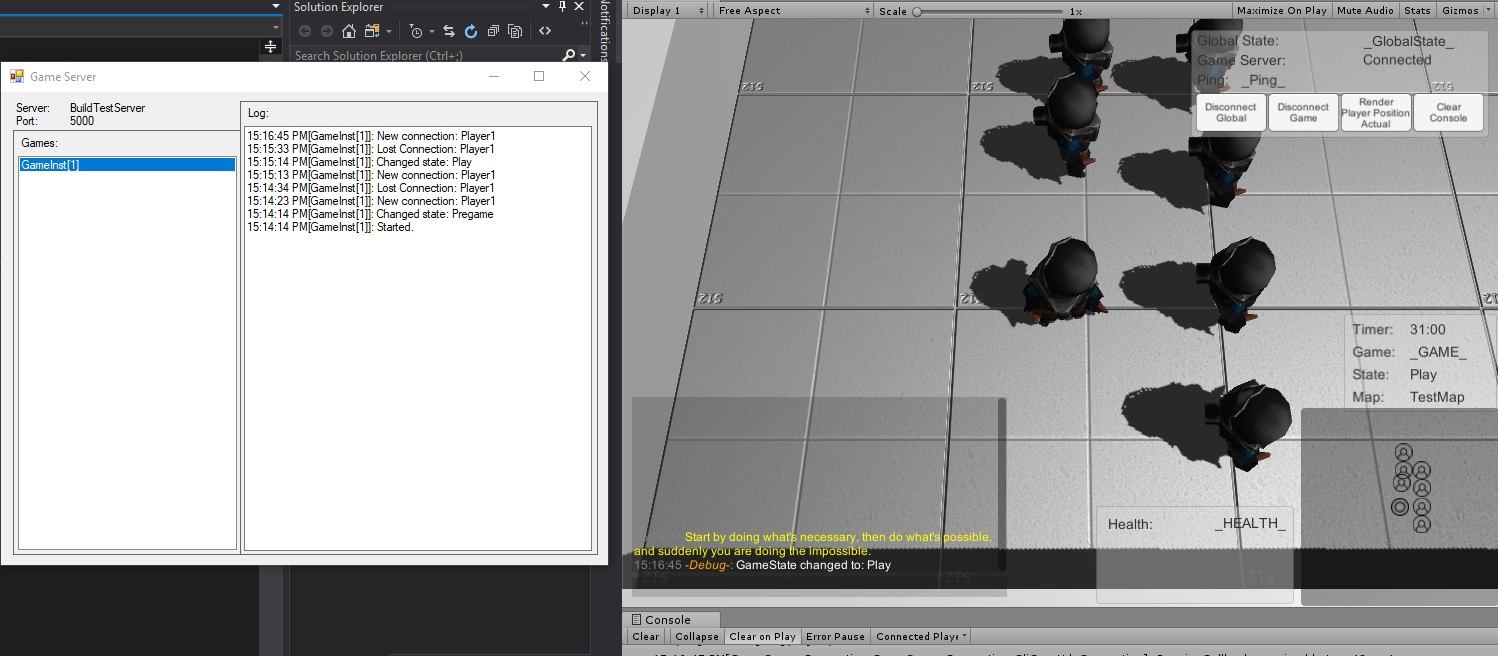 Solution Explorer
Search Solution Explorer (Ctrl+;)
Notifications
Game Server
Server: BuildTestServer
Port: 5000
Games:
GameInst[1]
Log:
15:16:45 PM[GameInst[1]]: New connection: Player1
15:15:33 PM[GameInst[1]]: Lost Connection: Player1
15:15:14 PM[GameInst[1]]: Changed state: Play
15:15:13 PM[GameInst[1]]: New connection: Player1
15:14:34 PM[GameInst[1]]: Lost Connection: Player1
15:14:23 PM[GameInst[1]]: New connection: Player1
15:14:14 PM[GameInst[1]]: Changed state: Pregame
15:14:14 PM[GameInst[1]]: Started.
Display 1 Free Aspect Scale 1x Maximize On Play Mute Audio Stats Gizmos
Global State: _GlobalState_
Game Server: Connected
Ping: _Ping_
Disconnect Global
Disconnect Game
Render Player Position Actual
Clear Console
512 512 512
512 512
Timer: 31:00
Game: _GAME_
State: Play
Map: TestMap
Health: _HEALTH_
Start by doing what's necessary, then do what's possible,
and suddenly you are doing the impossible.
15:16:45 -Debug-: GameState changed to: Play
512 512 512
Console
Clear Collapse Clear on Play Error Pause Connected Playe